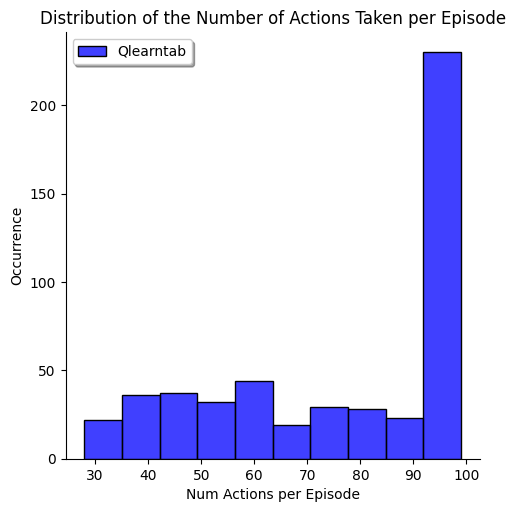 Distribution of the Number of Actions Taken per Episode
Qlearntab
Occurrence
200
150
100
50
0
30 40 50 60 70 80 90 100
Num Actions per Episode